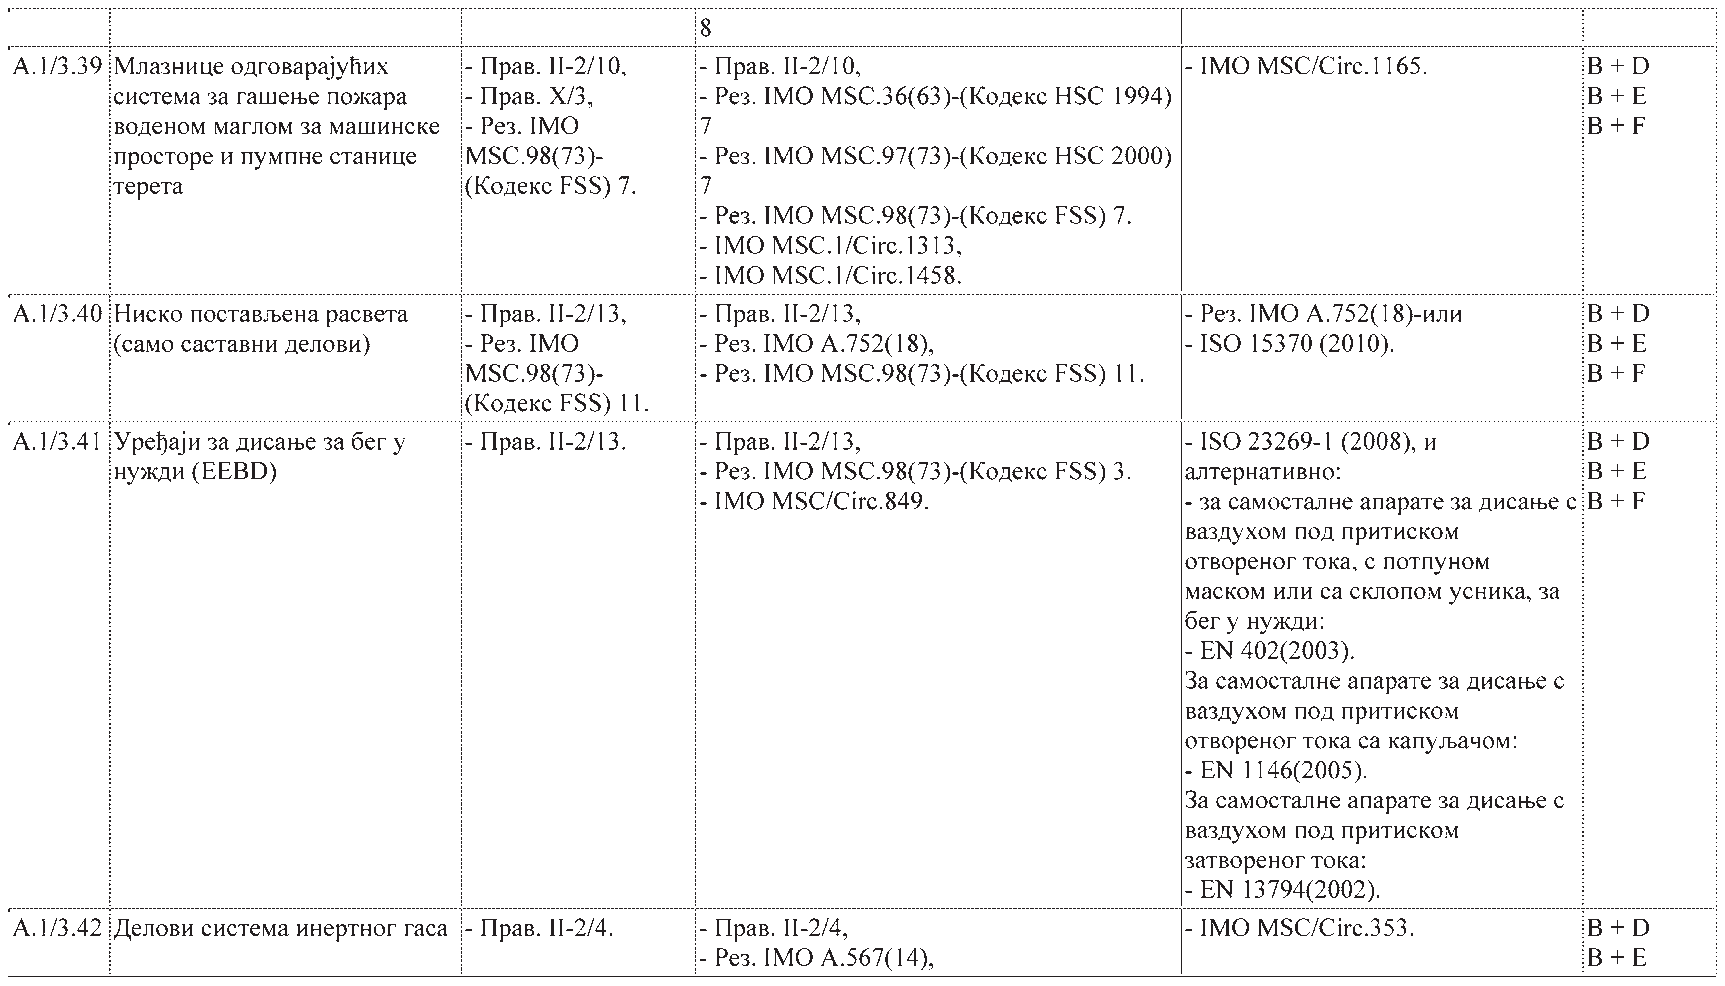 8
А.1/3.39
Млазнице одговарајућих
система за гашење пожара
воденом маглом за машинске
просторе и пумпне станице
терета
- Прав. II-2/10,
- Прав. X/3,
- Рез. IMO
MSC.98(73)-
(Кодекс FSS) 7.
- Прав. II-2/10,
- Рез. IMO MSC.36(63)-(Кодекс HSC 1994)
7
- Рез. IMO MSC.97(73)-(Кодекс HSC 2000)
7
- Рез. IMO MSC.98(73)-(Кодекс FSS) 7.
- IMO MSC.1/Circ.1313,
- IMO MSC.1/Circ.1458.
- IMO MSC/Circ.1165.
B + D
B + E
B + F
А.1/3.40
Ниско постављена расвета
(само саставни делови)
- Прав. II-2/13,
- Рез. IMO
MSC.98(73)-
(Кодекс FSS) 11.
- Прав. II-2/13,
- Рез. IMO A.752(18),
- Рез. IMO MSC.98(73)-(Кодекс FSS) 11.
- Рез. IMO A.752(18)-или
- ISO 15370 (2010).
B + D
B + E
B + F
А.1/3.41
Уређаји за дисање за бег у
нужди (EEBD)
- Прав. II-2/13.
- Прав. II-2/13,
- Рез. IMO MSC.98(73)-(Кодекс FSS) 3.
- IMO MSC/Circ.849.
- ISO 23269-1 (2008), и
алтернативно:
- за самосталне апарате за дисање с
ваздухом под притиском
отвореног тока, с потпуном
маском или са склопом усника, за
бег у нужди:
- EN 402(2003).
За самосталне апарате за дисање с
ваздухом под притиском
отвореног тока са капуљачом:
- EN 1146(2005).
За самосталне апарате за дисање с
ваздухом под притиском
затвореног тока:
- EN 13794(2002).
B + D
B + E
B + F
А.1/3.42
Делови система инертног гаса
- Прав. II-2/4.
- Прав. II-2/4,
- Рез. IMO A.567(14),
- IMO MSC/Circ.353.
B + D
B + E